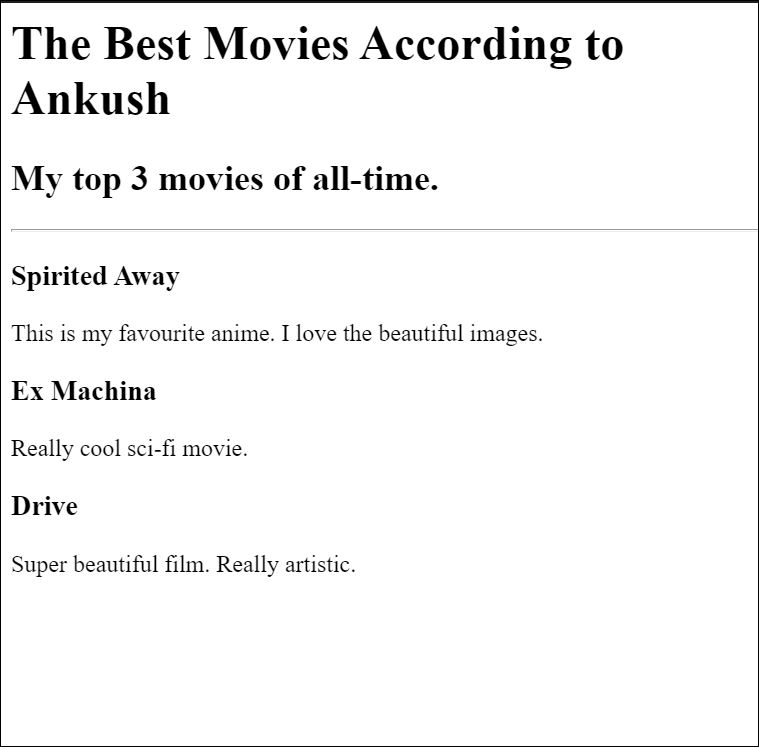 The Best Movies According to
Ankush
My top 3 movies of all-time.
Spirited Away
This is my favourite anime. I love the beautiful images.
Ex Machina
Really cool sci-fi movie.
Drive
Super beautiful film. Really artistic.